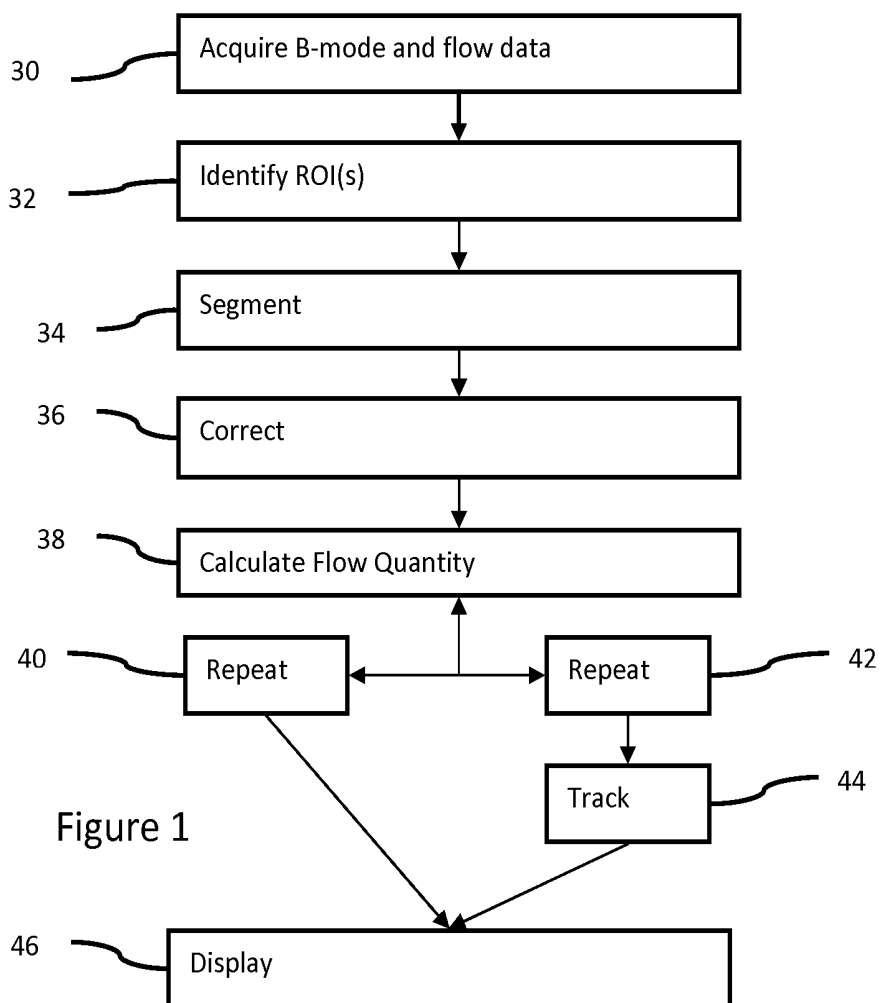 30
Acquire B-mode and flow data
32
Identify ROI(s)
34
Segment
36
Correct
38
Calculate Flow Quantity
40
Repeat
Repeat
42
Track
44
Figure 1
46
Display